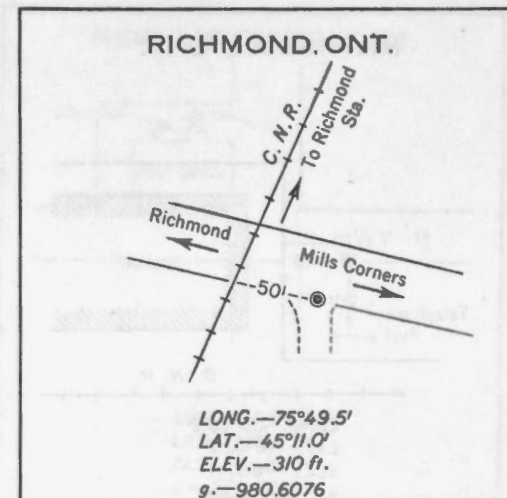 RICHMOND, ONT.
C. N. R.
To Richmond
Sta.
Richmond
Mills Corners
50'
LONG.—75°49.5'
LAT.—45°11.0'
ELEV.—310 ft.
g.—980.6076